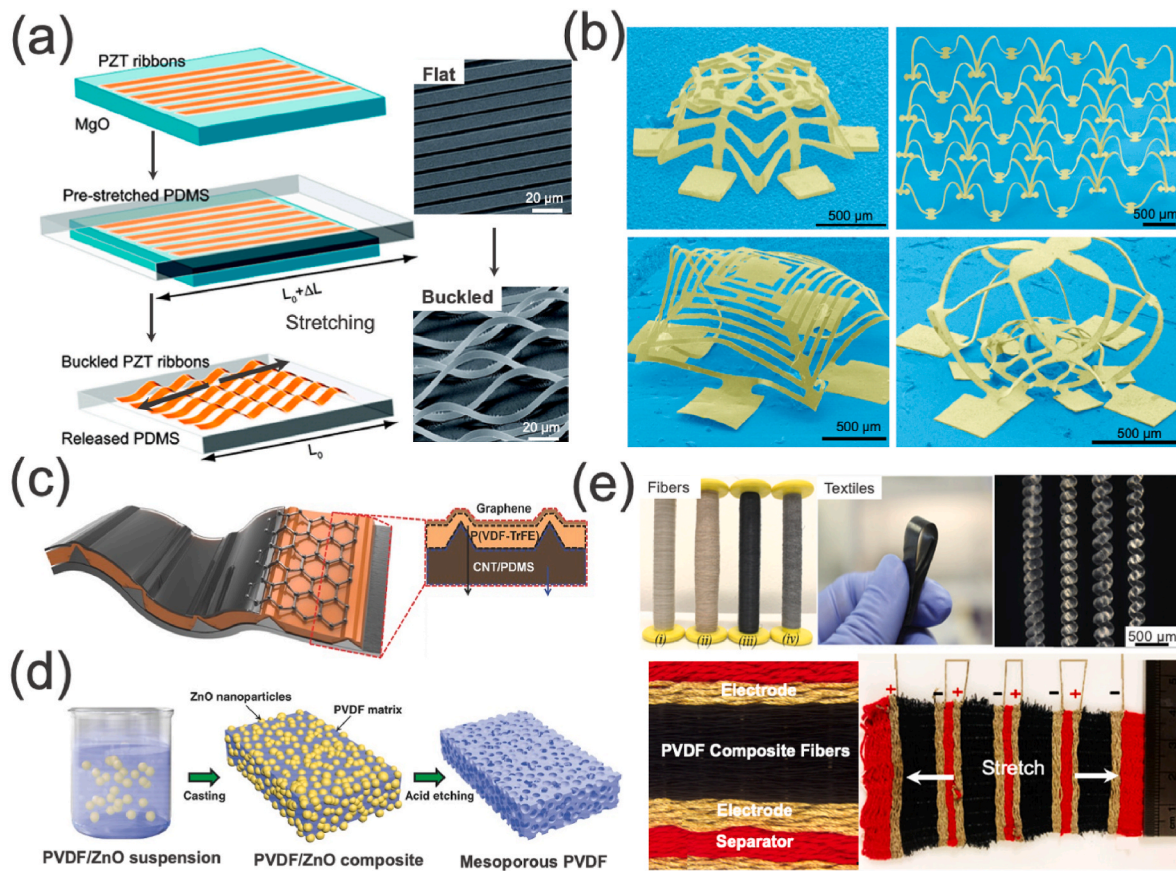 (a)
PZT ribbons
MgO
Pre-stretched PDMS
L₀+ΔL
Stretching
Buckled PZT ribbons
Released PDMS
L₀
Flat
20 µm
Buckled
20 µm
(b)
500 µm
500 µm
500 µm
500 µm
(c)
Graphene
P(VDF-TrFE)
CNT/PDMS
(d)
ZnO nanoparticles
PVDF matrix
Casting
Acid etching
PVDF/ZnO suspension
PVDF/ZnO composite
Mesoporous PVDF
(e)
Fibers
(i)
(ii)
(iii)
(iv)
Textiles
500 µm
Electrode
PVDF Composite Fibers
Electrode
Separator
+ - + - + - + -
Stretch